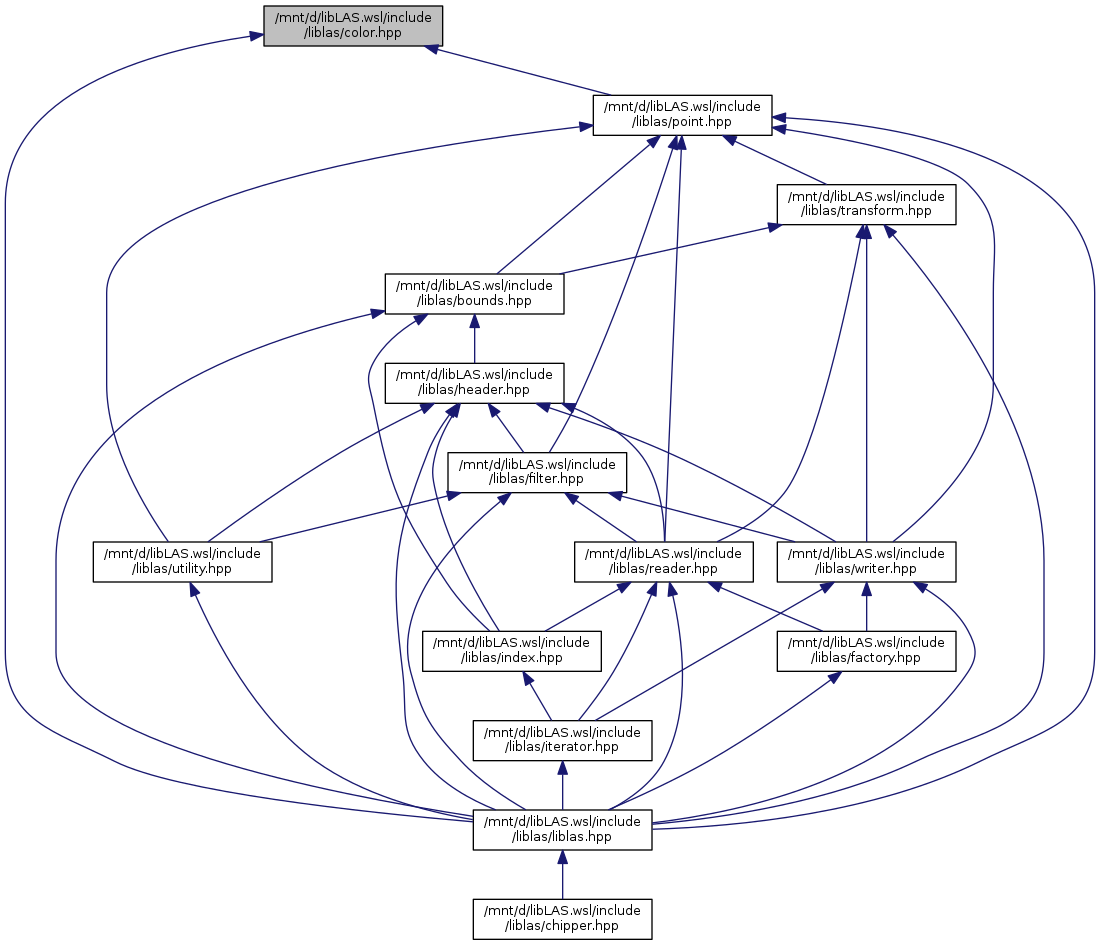 /mnt/d/libLAS.wsl/include
/liblas/color.hpp
/mnt/d/libLAS.wsl/include
/liblas/point.hpp
/mnt/d/libLAS.wsl/include
/liblas/transform.hpp
/mnt/d/libLAS.wsl/include
/liblas/bounds.hpp
/mnt/d/libLAS.wsl/include
/liblas/header.hpp
/mnt/d/libLAS.wsl/include
/liblas/filter.hpp
/mnt/d/libLAS.wsl/include
/liblas/utility.hpp
/mnt/d/libLAS.wsl/include
/liblas/reader.hpp
/mnt/d/libLAS.wsl/include
/liblas/writer.hpp
/mnt/d/libLAS.wsl/include
/liblas/index.hpp
/mnt/d/libLAS.wsl/include
/liblas/factory.hpp
/mnt/d/libLAS.wsl/include
/liblas/iterator.hpp
/mnt/d/libLAS.wsl/include
/liblas/liblas.hpp
/mnt/d/libLAS.wsl/include
/liblas/chipper.hpp